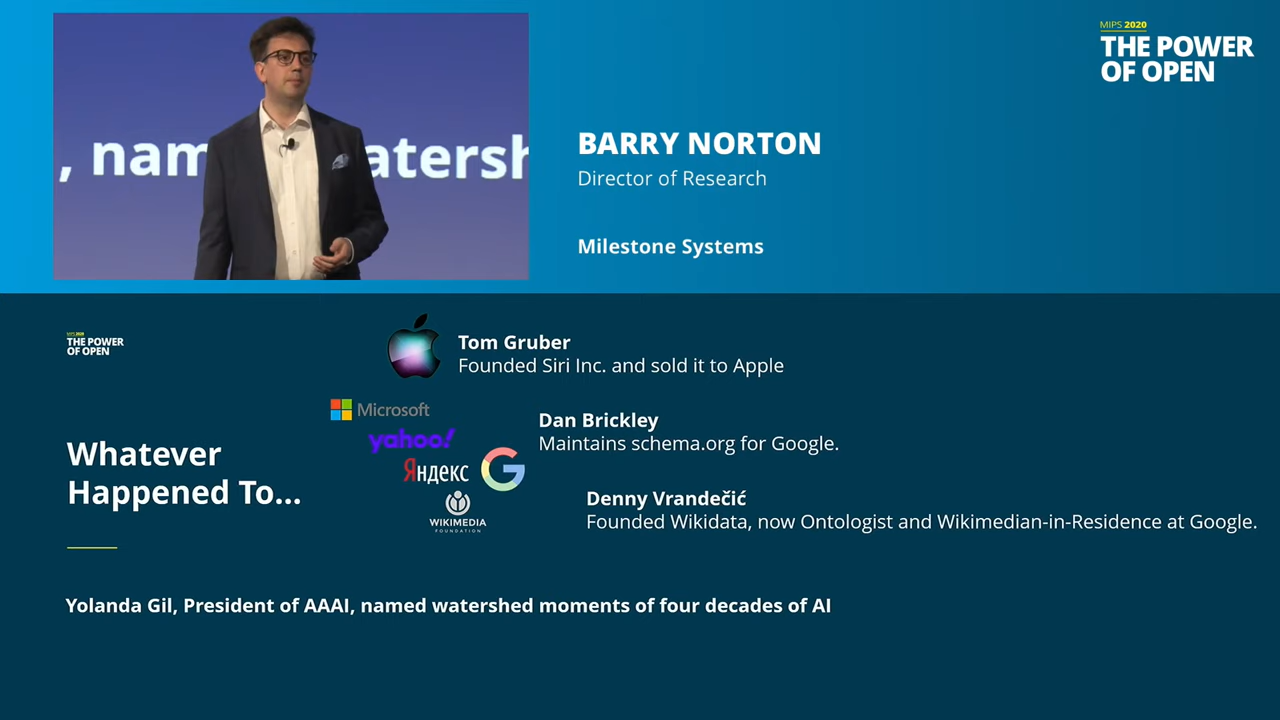 , nam atersh
MIPS 2020
THE POWER
OF OPEN
BARRY NORTON
Director of Research
Milestone Systems
MIPS 2020
THE POWER
OF OPEN
Tom Gruber
Founded Siri Inc. and sold it to Apple
Microsoft
yahoo!
Яндекс
G
WIKIMEDIA
FOUNDATION
Dan Brickley
Maintains schema.org for Google.
Denny Vrandečić
Founded Wikidata, now Ontologist and Wikimedian-in-Residence at Google.
Whatever
Happened To...
Yolanda Gil, President of AAAI, named watershed moments of four decades of AI